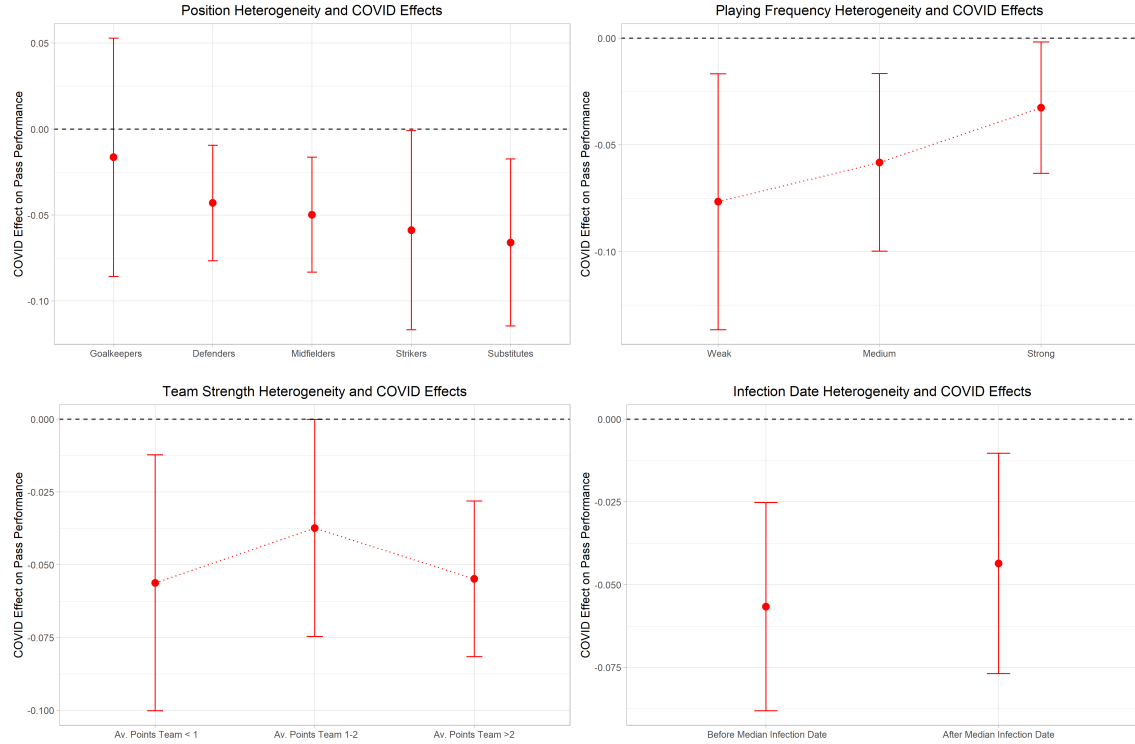 Position Heterogeneity and COVID Effects
COVID Effect on Pass Performance
0.05
0.00
-0.05
-0.10
Goalkeepers Defenders Midfielders Strikers Substitutes
Playing Frequency Heterogeneity and COVID Effects
COVID Effect on Pass Performance
0.00
-0.05
-0.10
Weak Medium Strong
Team Strength Heterogeneity and COVID Effects
COVID Effect on Pass Performance
0.000
-0.025
-0.050
-0.075
-0.100
Av. Points Team < 1 Av. Points Team 1-2 Av. Points Team >2
Infection Date Heterogeneity and COVID Effects
COVID Effect on Pass Performance
0.000
-0.025
-0.050
-0.075
Before Median Infection Date After Median Infection Date